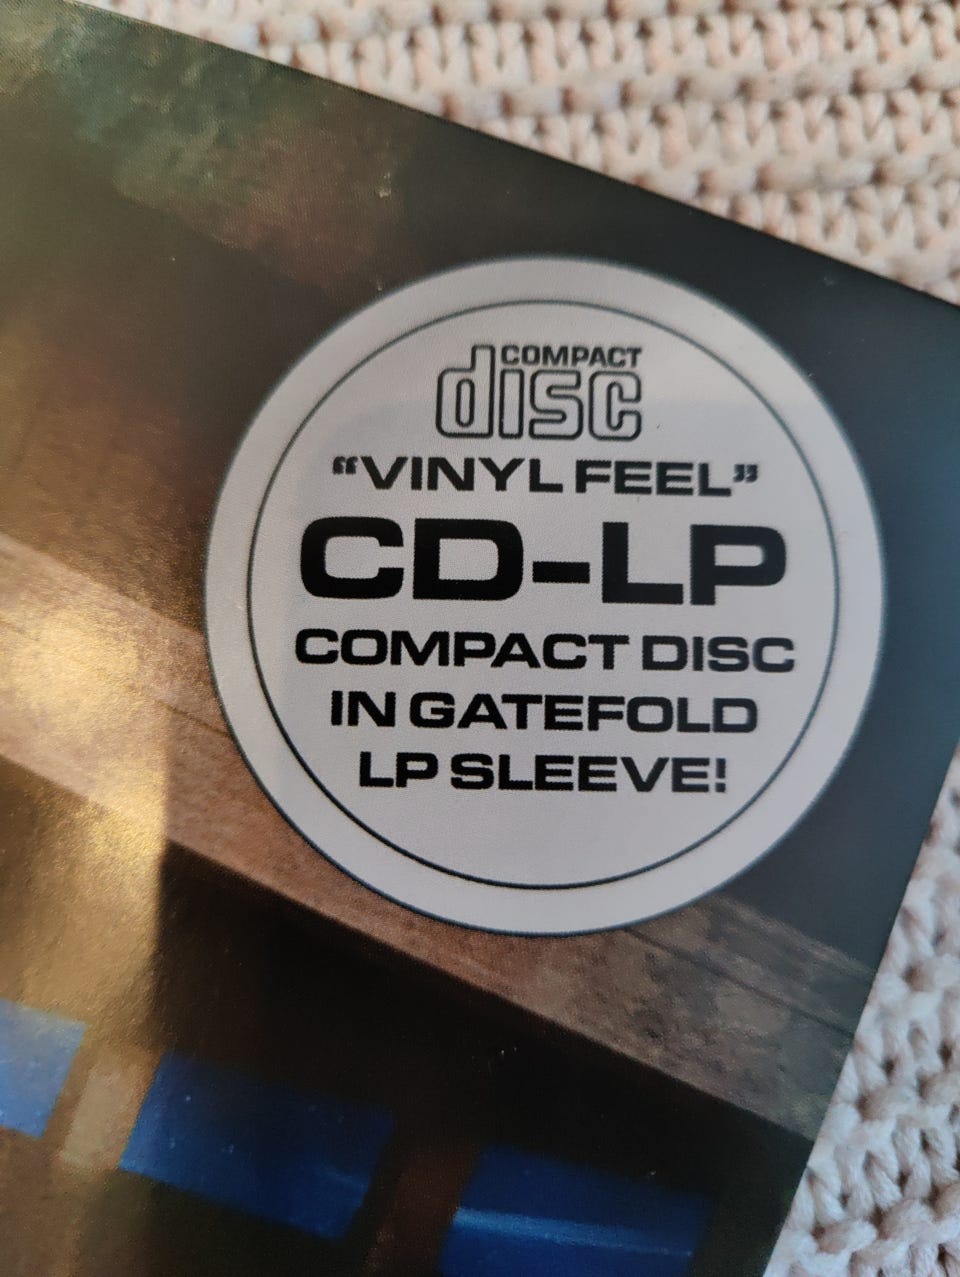 COMPACT
disc
“VINYL FEEL”
CD-LP
COMPACT DISC
IN GATEFOLD
LP SLEEVE!